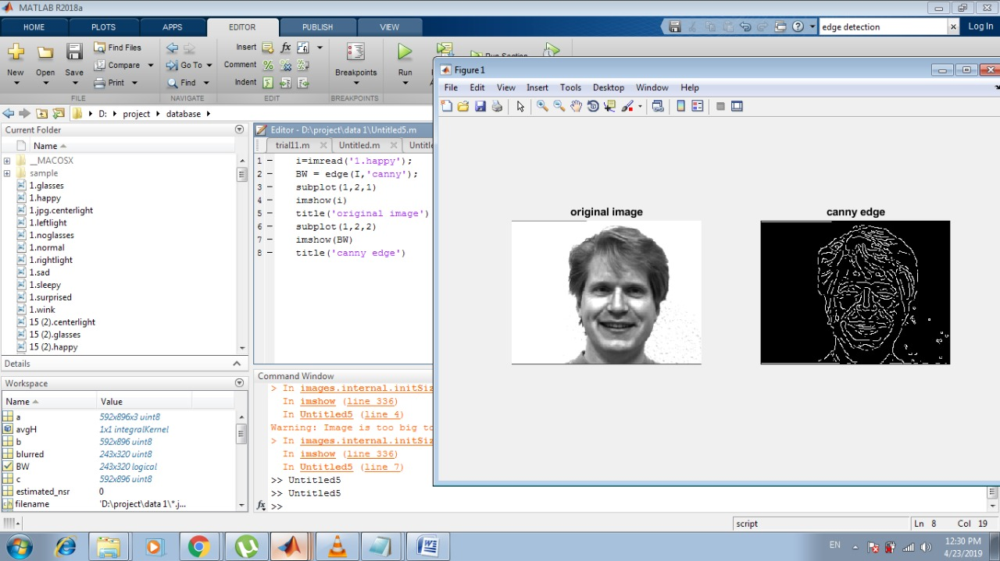 MATLAB R2018a
HOME PLOTS APPS EDITOR PUBLISH VIEW
edge detection
Log In
New Open Save
Find Files
Compare
Print
Go To
Find
Insert
Comment
Indent
fx
Breakpoints
Run
Run Section
FILE NAVIGATE EDIT BREAKPOINTS
D: project database
Current Folder
Name
__MACOSX
sample
1.glasses
1.happy
1.jpg.centerlight
1.leftlight
1.noglasses
1.normal
1.rightlight
1.sad
1.sleepy
1.surprised
1.wink
15 (2).centerlight
15 (2).glasses
15 (2).happy
Details
Workspace
Name Value
a 592x896x3 uint8
avgH 1x1 integralKernel
b 592x896 uint8
blurred 243x320 uint8
BW 243x320 logical
c 592x896 uint8
estimated_nsr 0
filename 'D:\project\data 1\*.j...
Editor - D:\project\data 1\Untitled5.m
trial11.m Untitled.m
1 i=imread('1.happy');
2 BW = edge(I,'canny');
3 subplot(1,2,1)
4 imshow(i)
5 title('original image')
6 subplot(1,2,2)
7 imshow(BW)
8 title('canny edge')
Command Window
> In images.internal.initSiz
In imshow (line 336)
In Untitled5 (line 4)
Warning: Image is too big to
> In images.internal.initSiz
In imshow (line 336)
In Untitled5 (line 7)
>> Untitled5
>> Untitled5
fx >>
Figure 1
File Edit View Insert Tools Desktop Window Help
original image
canny edge
script
Ln 8 Col 19
EN
12:30 PM
4/23/2019